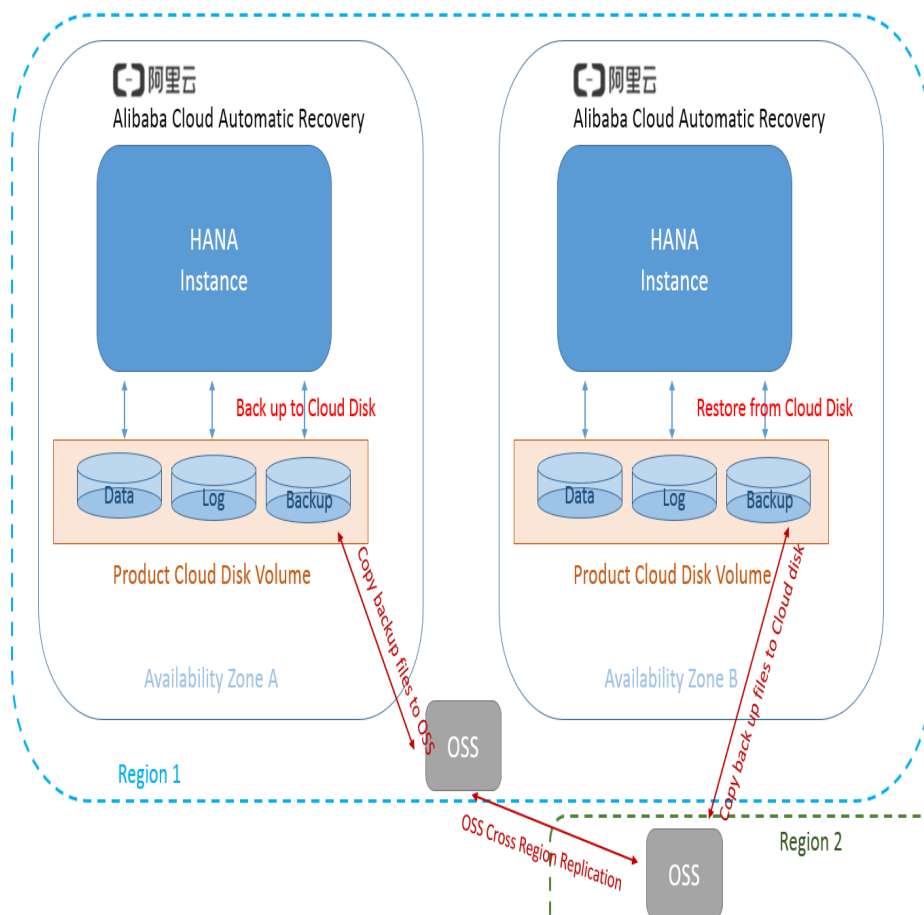 阿里云
Alibaba Cloud Automatic Recovery
HANA
Instance
Back up to Cloud Disk
Data
Log
Backup
Product Cloud Disk Volume
Copy backup files to OSS
Availability Zone A
阿里云
Alibaba Cloud Automatic Recovery
HANA
Instance
Restore from Cloud Disk
Data
Log
Backup
Product Cloud Disk Volume
Copy back up files to Cloud disk
Availability Zone B
OSS
Region 1
OSS Cross Region Replication
Region 2
OSS